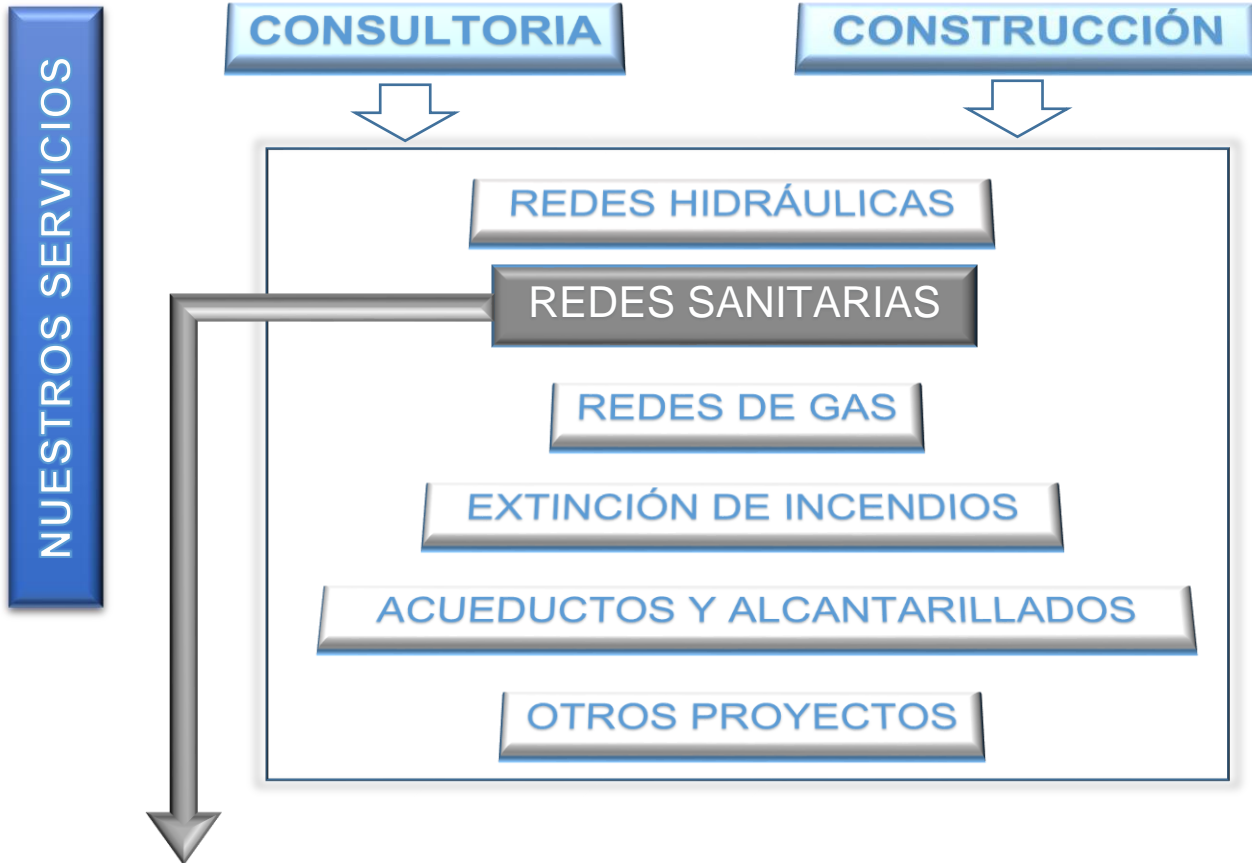 NUESTROS SERVICIOS
CONSULTORIA
CONSTRUCCIÓN
REDES HIDRÁULICAS
REDES SANITARIAS
REDES DE GAS
EXTINCIÓN DE INCENDIOS
ACUEDUCTOS Y ALCANTARILLADOS
OTROS PROYECTOS